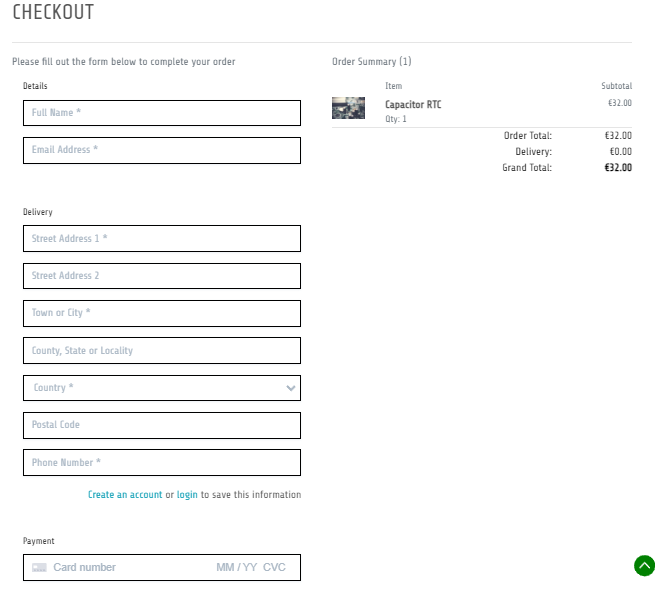 CHECKOUT
Please fill out the form below to complete your order
Details
Full Name *
Email Address *
Delivery
Street Address 1 *
Street Address 2
Town or City *
County, State or Locality
Country *
Postal Code
Phone Number *
Create an account or login to save this information
Payment
Card number MM / YY CVC
Order Summary (1)
Item Subtotal
Capacitor RTC €32.00
Qty: 1
Order Total: €32.00
Delivery: €0.00
Grand Total: €32.00